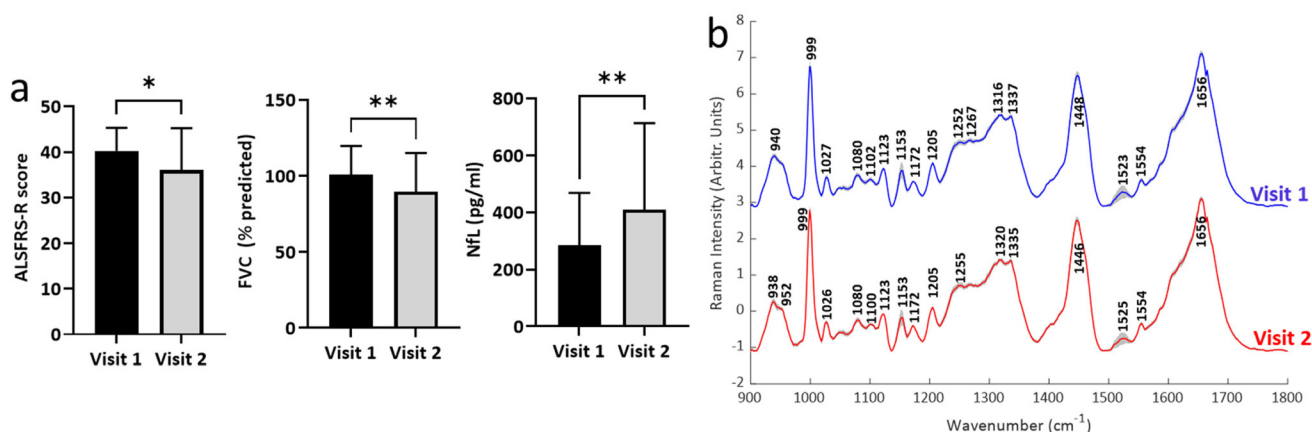 a
ALSFRS-R score
50
40
30
20
10
0
*
Visit 1 Visit 2
FVC (% predicted)
150
100
50
0
**
Visit 1 Visit 2
NfL (pg/ml)
800
600
400
200
0
**
Visit 1 Visit 2
b
Raman Intensity (Arbitr. Units)
8
7
6
5
4
3
2
1
0
-1
-2
940 999 1027 1080 1102 1123 1153 1172 1205 1252 1267 1316 1337 1448 1523 1554 1656
Visit 1
938 952 999 1026 1080 1100 1123 1153 1172 1205 1255 1320 1335 1446 1525 1554 1656
Visit 2
900 1000 1100 1200 1300 1400 1500 1600 1700 1800
Wavenumber (cm⁻¹)